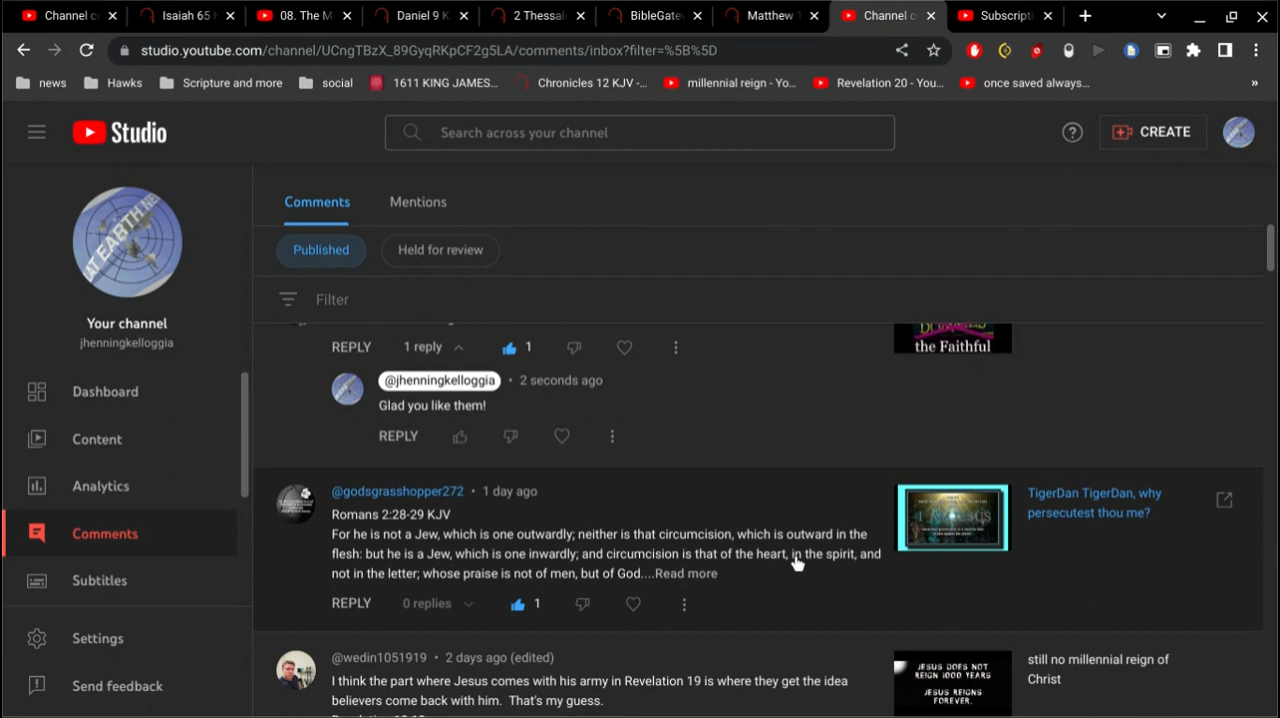 Channel c
Isaiah 65
08. The M
Daniel 9 K
2 Thessal
BibleGate
Matthew
Channel c
Subscripti
studio.youtube.com/channel/UCngTBzX_89GyqRKpCF2g5LA/comments/inbox?filter=%5B%5D
news
Hawks
Scripture and more
social
1611 KING JAMES...
Chronicles 12 KJV -...
millennial reign - Yo...
Revelation 20 - You...
once saved always...
»
Studio
Search across your channel
CREATE
AT EARTH NE
Your channel
jhenningkelloggia
Dashboard
Content
Analytics
Comments
Subtitles
Settings
Send feedback
Comments
Mentions
Published
Held for review
Filter
REPLY
1 reply
1
the Faithful
@jhenningkelloggia • 2 seconds ago
Glad you like them!
REPLY
@godsgrasshopper272 • 1 day ago
Romans 2:28-29 KJV
For he is not a Jew, which is one outwardly; neither is that circumcision, which is outward in the
flesh: but he is a Jew, which is one inwardly; and circumcision is that of the heart, in the spirit, and
not in the letter; whose praise is not of men, but of God....Read more
REPLY
0 replies
1
TigerDan TigerDan, why
persecutest thou me?
@wedin1051919 • 2 days ago (edited)
I think the part where Jesus comes with his army in Revelation 19 is where they get the idea
believers come back with him. That's my guess.
JESUS DOES NOT
REIGN 1000 YEARS
JESUS REIGNS
FOREVER.
still no millennial reign of
Christ